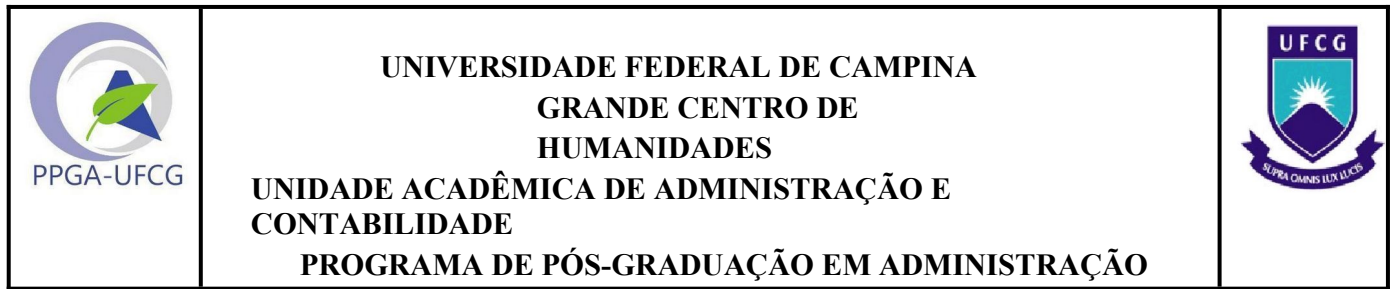 PPGA-UFCG
UNIVERSIDADE FEDERAL DE CAMPINA
GRANDE CENTRO DE
HUMANIDADES
UNIDADE ACADÊMICA DE ADMINISTRAÇÃO E
CONTABILIDADE
PROGRAMA DE PÓS-GRADUAÇÃO EM ADMINISTRAÇÃO
UFCG
SUPRA OMNIS LUX LUCIS